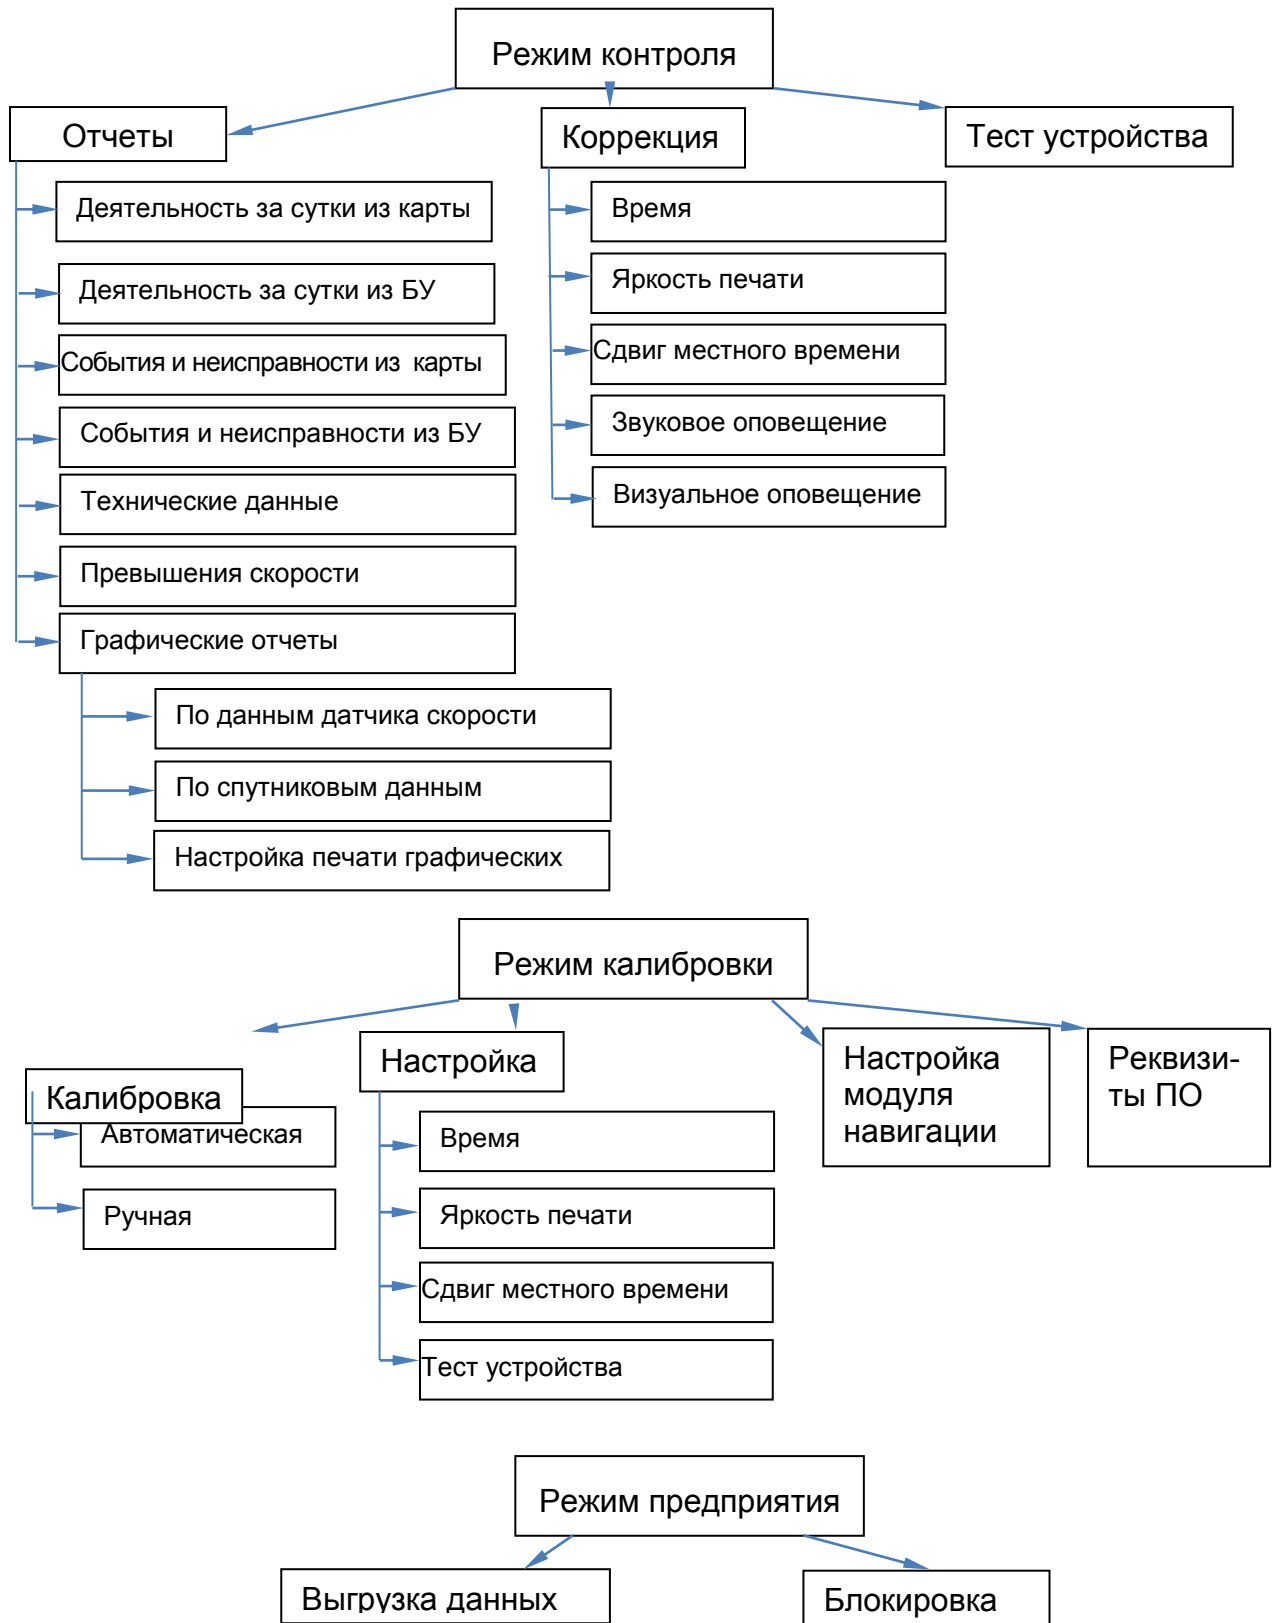 Режим контроля
Отчеты
Коррекция
Тест устройства
Деятельность за сутки из карты
Деятельность за сутки из БУ
События и неисправности из карты
События и неисправности из БУ
Технические данные
Превышения скорости
Графические отчеты
По данным датчика скорости
По спутниковым данным
Настройка печати графических
Время
Яркость печати
Сдвиг местного времени
Звуковое оповещение
Визуальное оповещение
Режим калибровки
Калибровка
Автоматическая
Ручная
Настройка
Время
Яркость печати
Сдвиг местного времени
Тест устройства
Настройка
модуля
навигации
Реквизи-
ты ПО
Режим предприятия
Выгрузка данных
Блокировка